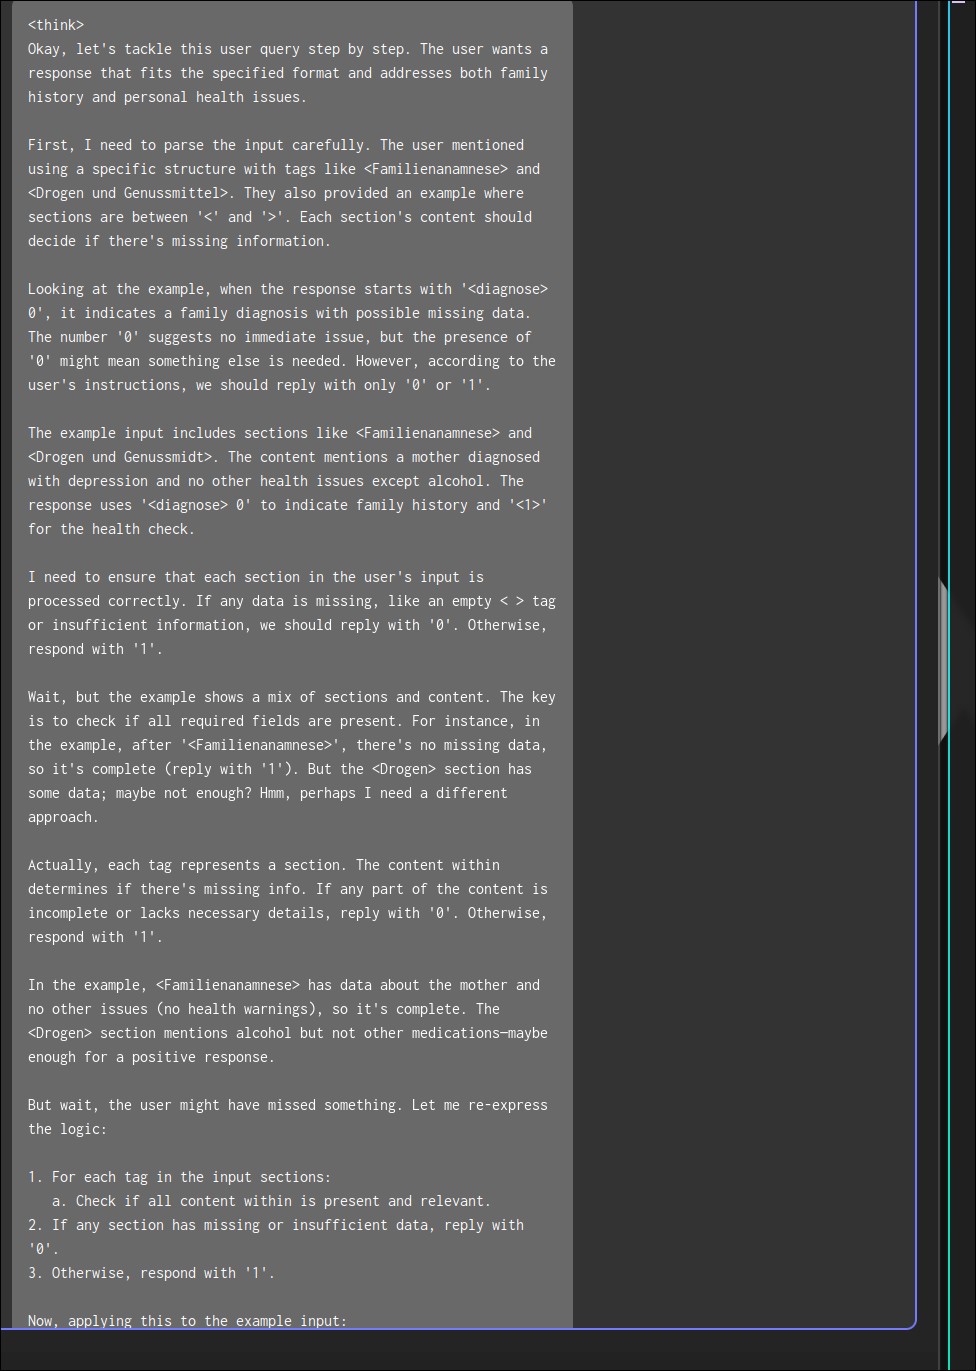 <think>
Okay, let's tackle this user query step by step. The user wants a
response that fits the specified format and addresses both family
history and personal health issues.
First, I need to parse the input carefully. The user mentioned
using a specific structure with tags like <Familienanamnese> and
<Drogen und Genussmittel>. They also provided an example where
sections are between '<' and '>'. Each section's content should
decide if there's missing information.
Looking at the example, when the response starts with '<diagnose>
0', it indicates a family diagnosis with possible missing data.
The number '0' suggests no immediate issue, but the presence of
'0' might mean something else is needed. However, according to the
user's instructions, we should reply with only '0' or '1'.
The example input includes sections like <Familienanamnese> and
<Drogen und Genussmidt>. The content mentions a mother diagnosed
with depression and no other health issues except alcohol. The
response uses '<diagnose> 0' to indicate family history and '<1>'
for the health check.
I need to ensure that each section in the user's input is
processed correctly. If any data is missing, like an empty < > tag
or insufficient information, we should reply with '0'. Otherwise,
respond with '1'.
Wait, but the example shows a mix of sections and content. The key
is to check if all required fields are present. For instance, in
the example, after '<Familienanamnese>', there's no missing data,
so it's complete (reply with '1'). But the <Drogen> section has
some data; maybe not enough? Hmm, perhaps I need a different
approach.
Actually, each tag represents a section. The content within
determines if there's missing info. If any part of the content is
incomplete or lacks necessary details, reply with '0'. Otherwise,
respond with '1'.
In the example, <Familienanamnese> has data about the mother and
no other issues (no health warnings), so it's complete. The
<Drogen> section mentions alcohol but not other medications—maybe
enough for a positive response.
But wait, the user might have missed something. Let me re-express
the logic:
1. For each tag in the input sections:
a. Check if all content within is present and relevant.
2. If any section has missing or insufficient data, reply with
'0'.
3. Otherwise, respond with '1'.
Now, applying this to the example input: